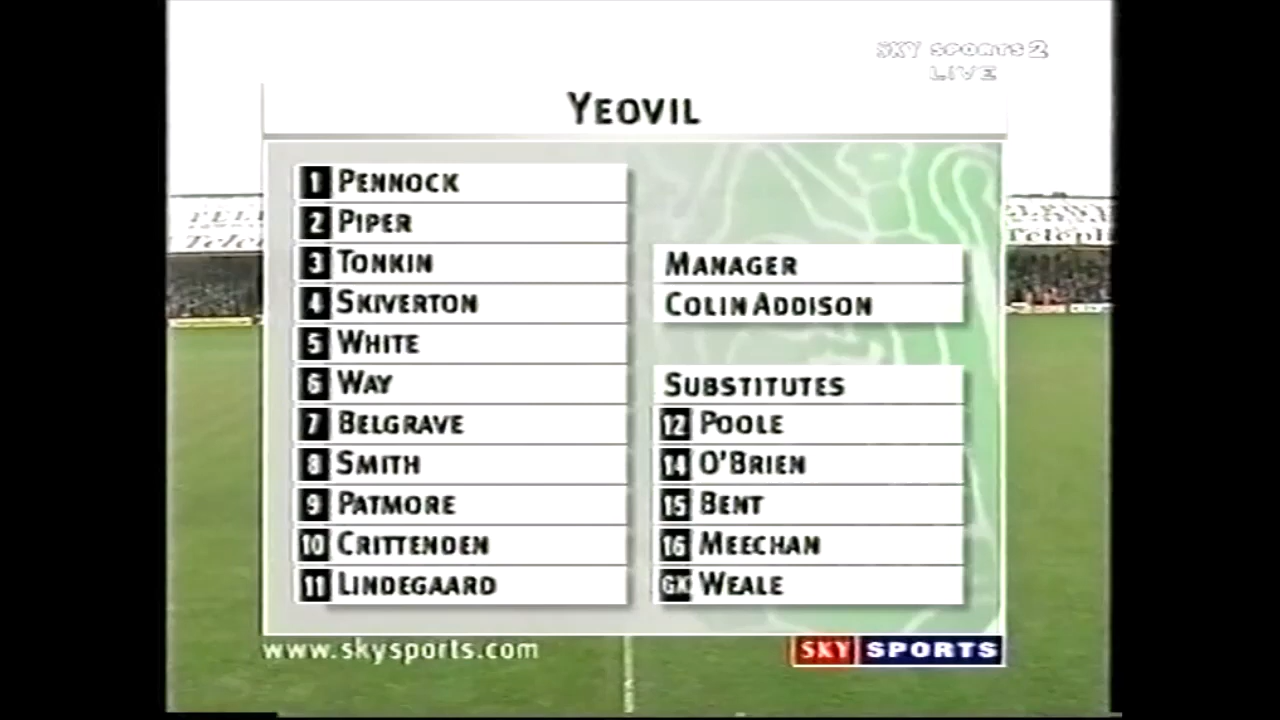 SKY SPORTS 2
LIVE
YEOVIL
1 PENNOCK
2 PIPER
3 TONKIN
4 SKIVERTON
5 WHITE
6 WAY
7 BELGRAVE
8 SMITH
9 PATMORE
10 CRITTENDEN
11 LINDEGAARD
MANAGER
COLIN ADDISON
SUBSTITUTES
12 POOLE
14 O'BRIEN
15 BENT
16 MEECHAN
GK WEALE
www.skysports.com
SKY SPORTS